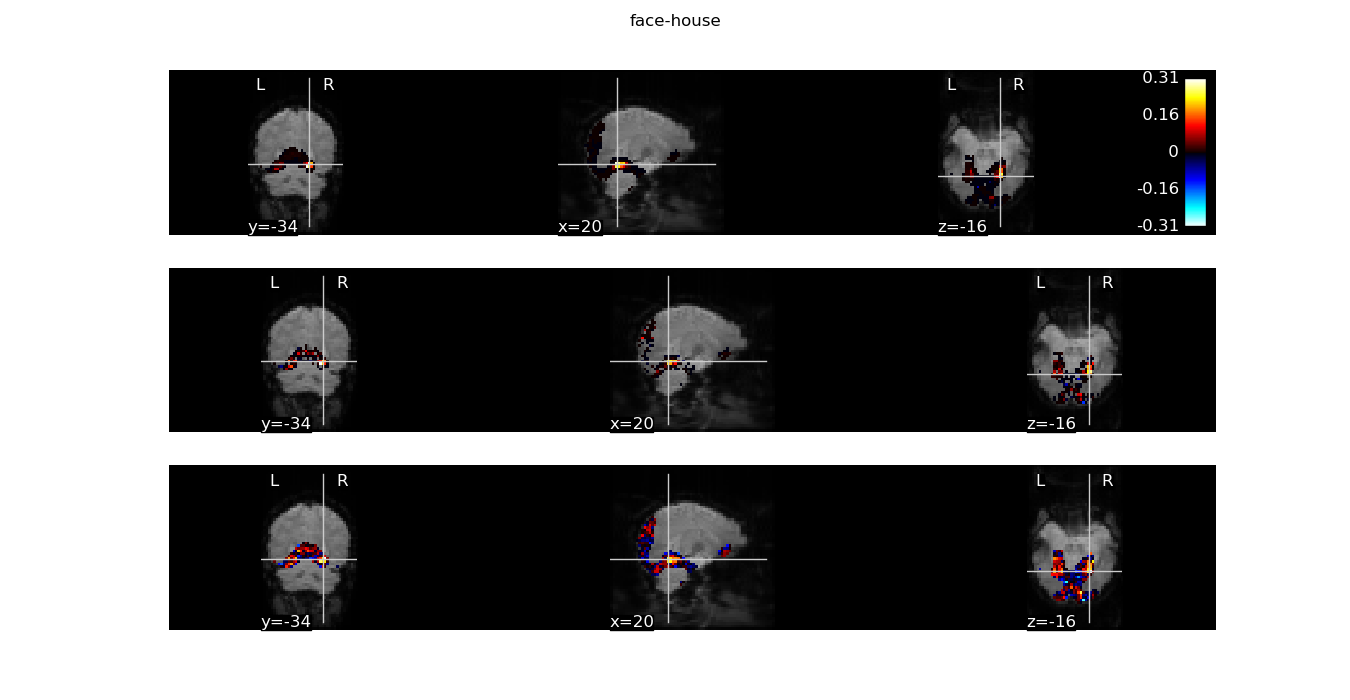 face-house
L R L R 0.31
0.16
0
-0.16
y=-34 x=20 z=-16 -0.31
L R L R
y=-34 x=20 z=-16
L R L R
y=-34 x=20 z=-16